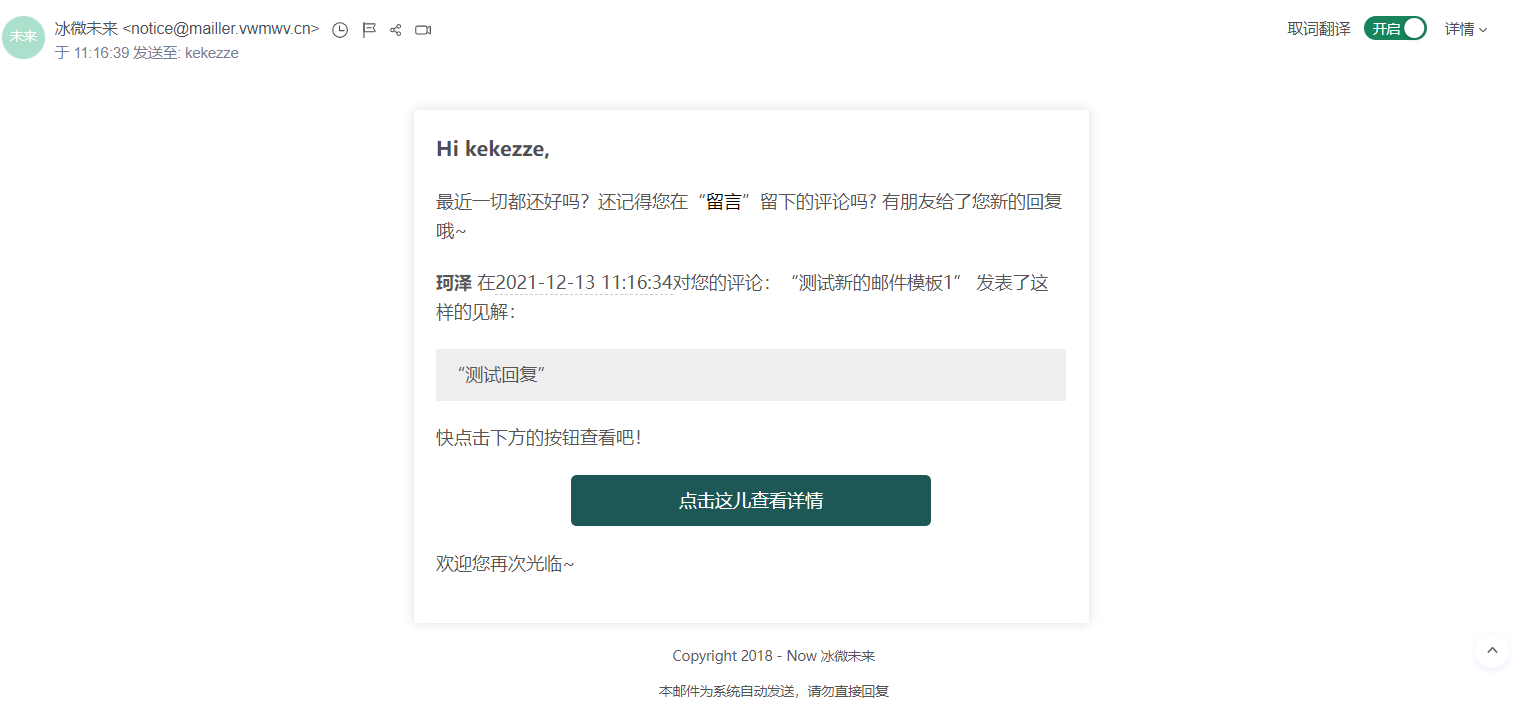 未来
冰微未来 <notice@mailler.vwmwv.cn>
取词翻译 开启 详情
于 11:16:39 发送至: kekezze
Hi kekezze,
最近一切都还好吗？还记得您在“留言”留下的评论吗? 有朋友给了您新的回复
哦~
珂泽 在2021-12-13 11:16:34对您的评论：“测试新的邮件模板1” 发表了这
样的见解：
“测试回复”
快点击下方的按钮查看吧！
点击这儿查看详情
欢迎您再次光临~
Copyright 2018 - Now 冰微未来
本邮件为系统自动发送，请勿直接回复